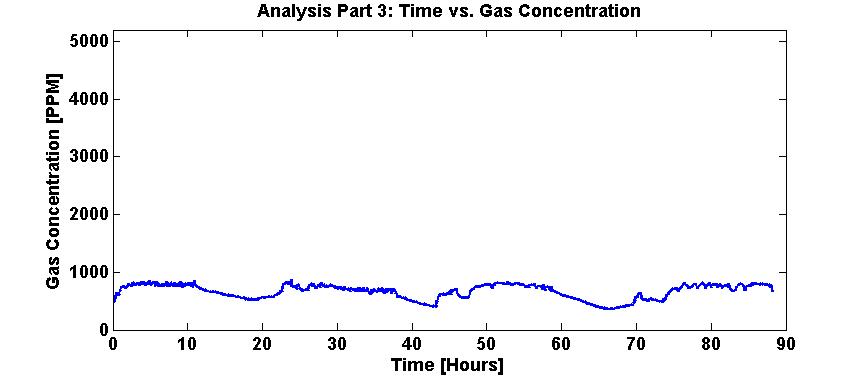 Analysis Part 3: Time vs. Gas Concentration
Gas Concentration [PPM]
5000
4000
3000
2000
1000
0
0 10 20 30 40 50 60 70 80 90
Time [Hours]